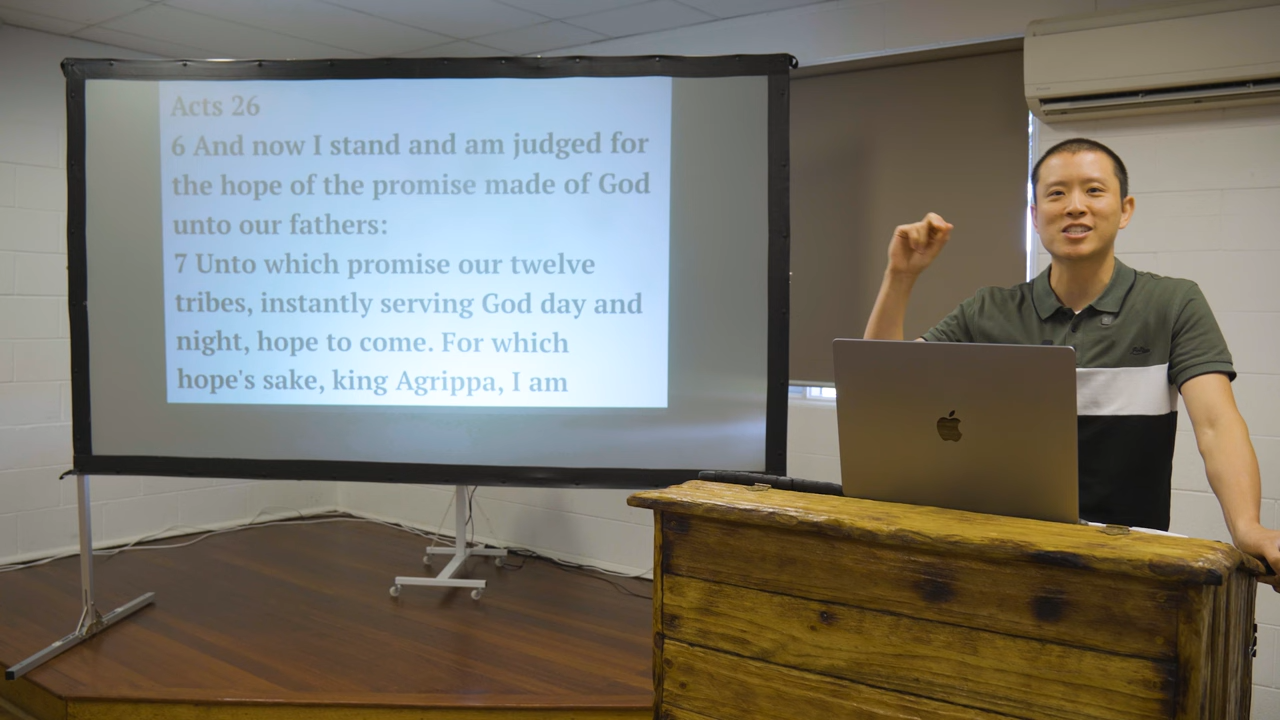 Acts 26
6 And now I stand and am judged for
the hope of the promise made of God
unto our fathers:
7 Unto which promise our twelve
tribes, instantly serving God day and
night, hope to come. For which
hope's sake, king Agrippa, I am